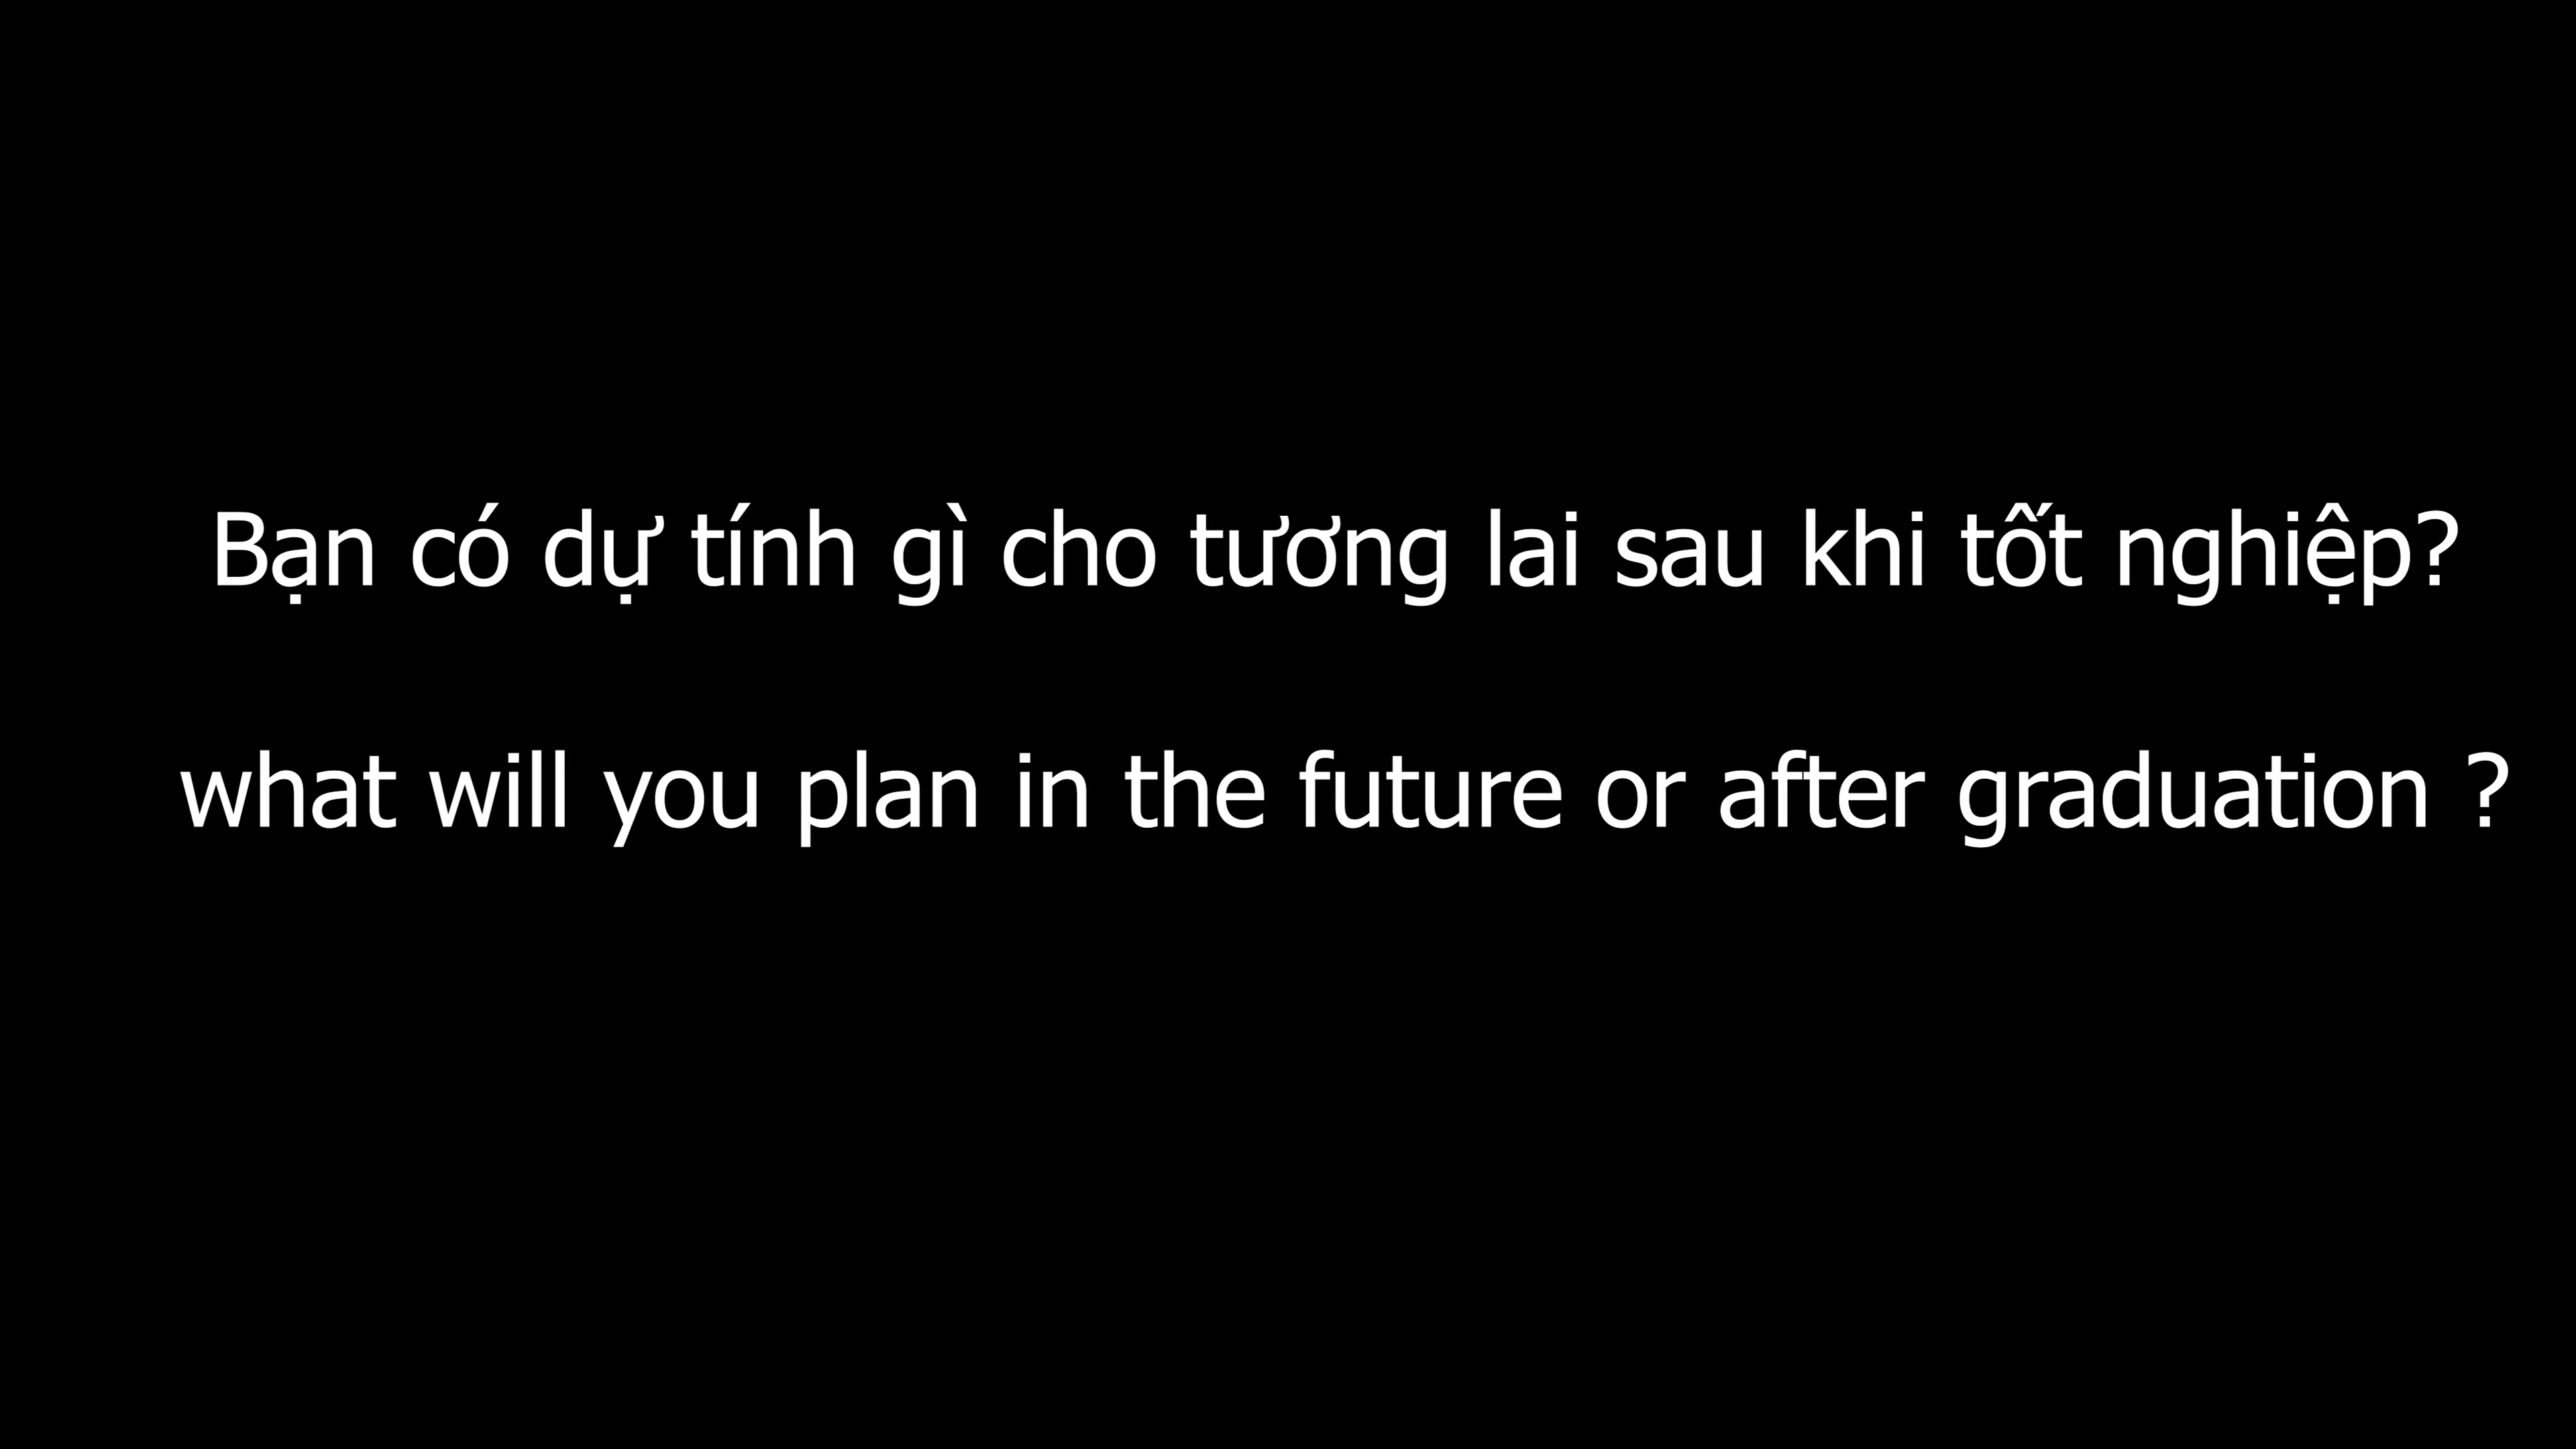 Bạn có dự tính gì cho tương lai sau khi tốt nghiệp?
what will you plan in the future or after graduation ?